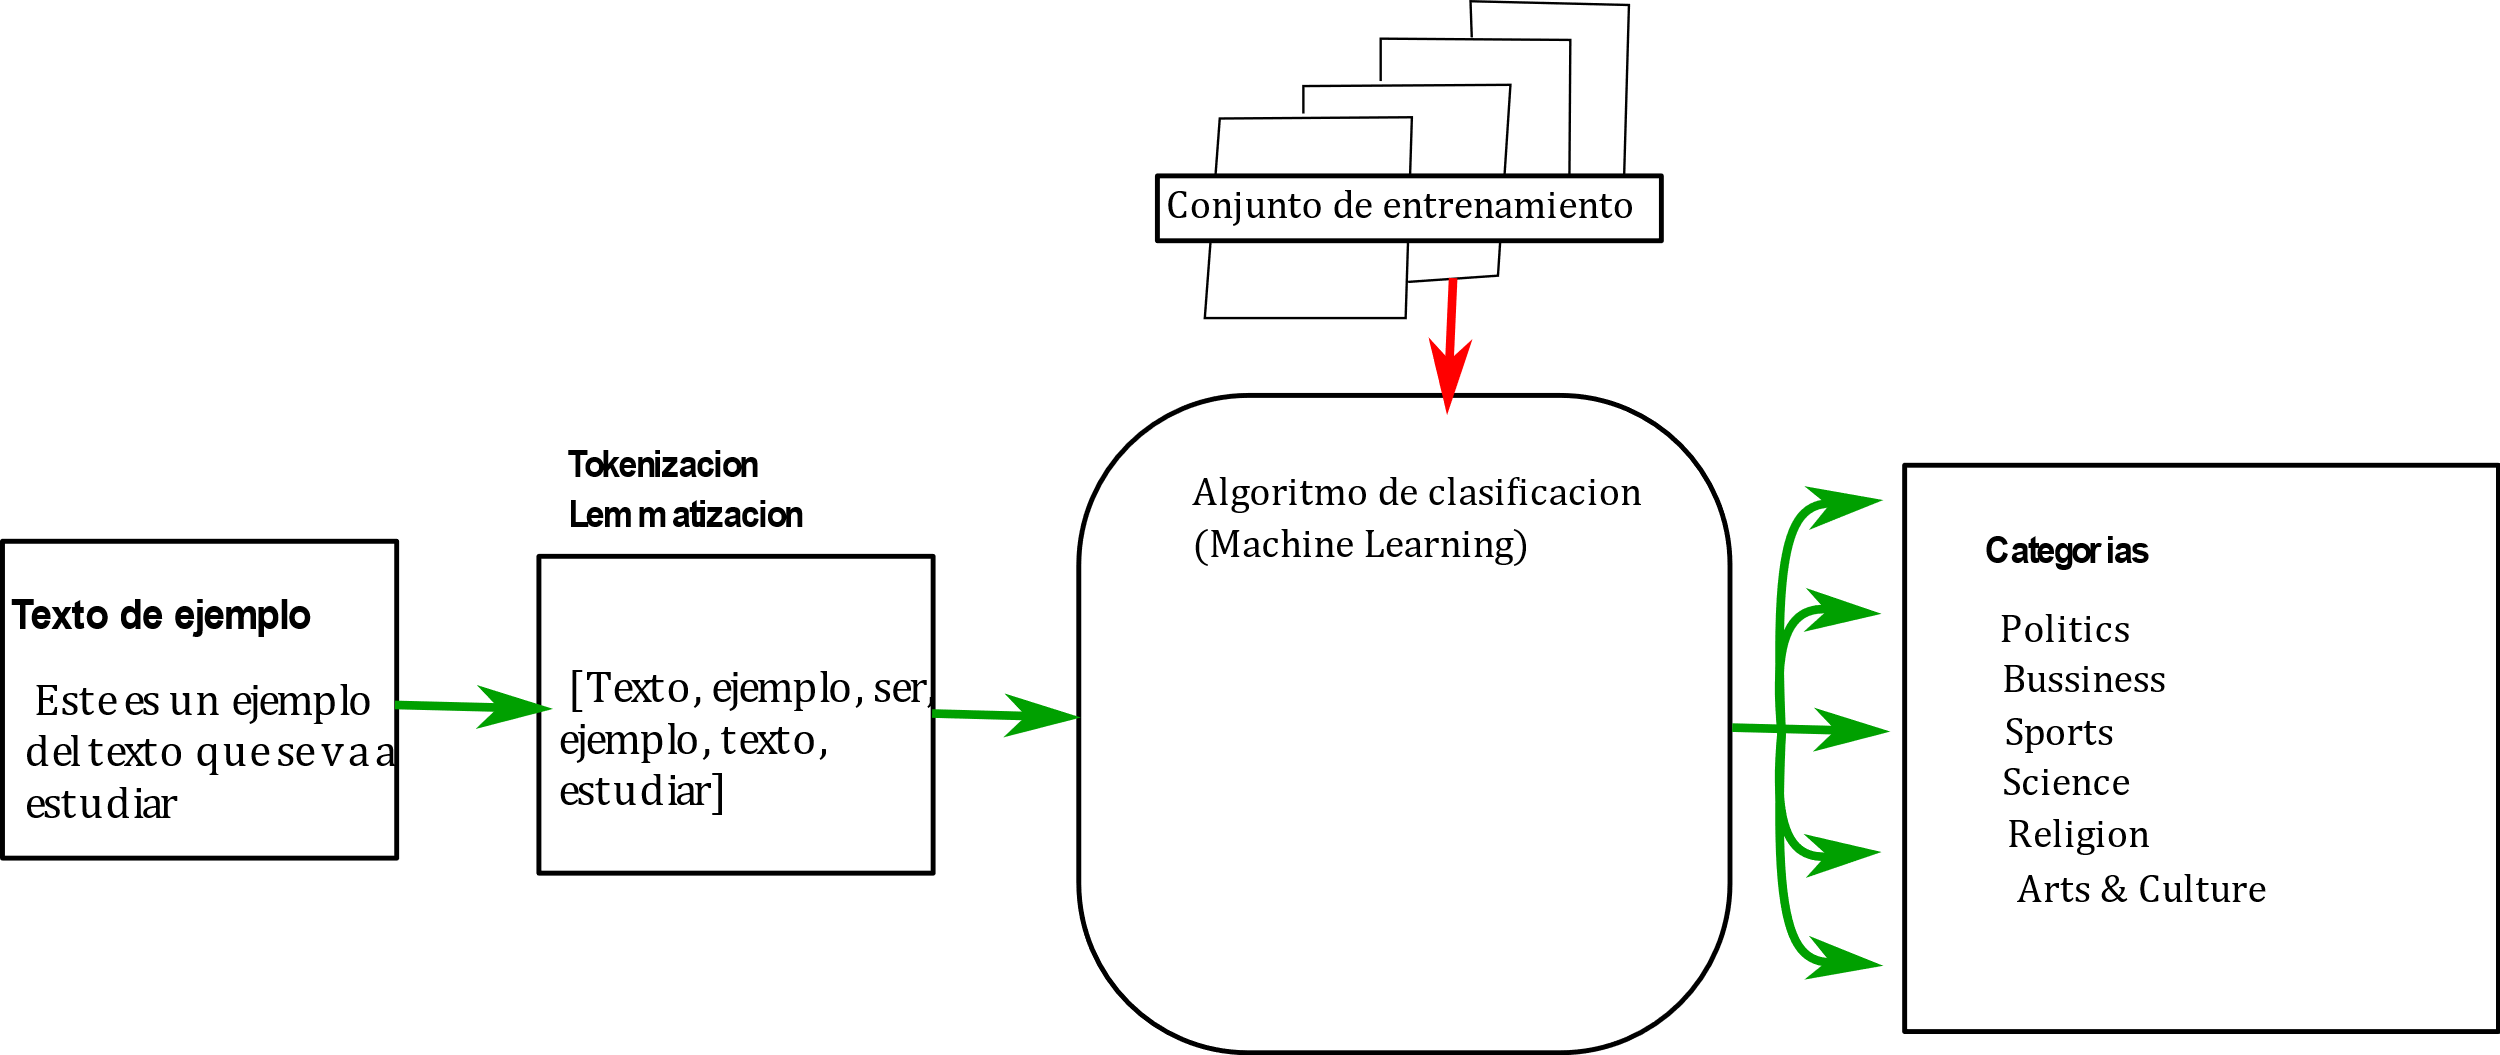 Conjunto de entrenamiento
Tokenizacion
Lemmatizacion
Texto de ejemplo
Este es un ejemplo
del texto que se va a
estudiar
[Texto, ejemplo, ser,
ejemplo, texto,
estudiar]
Algoritmo de clasificacion
(Machine Learning)
Categorias
Politics
Bussiness
Sports
Science
Religion
Arts & Culture